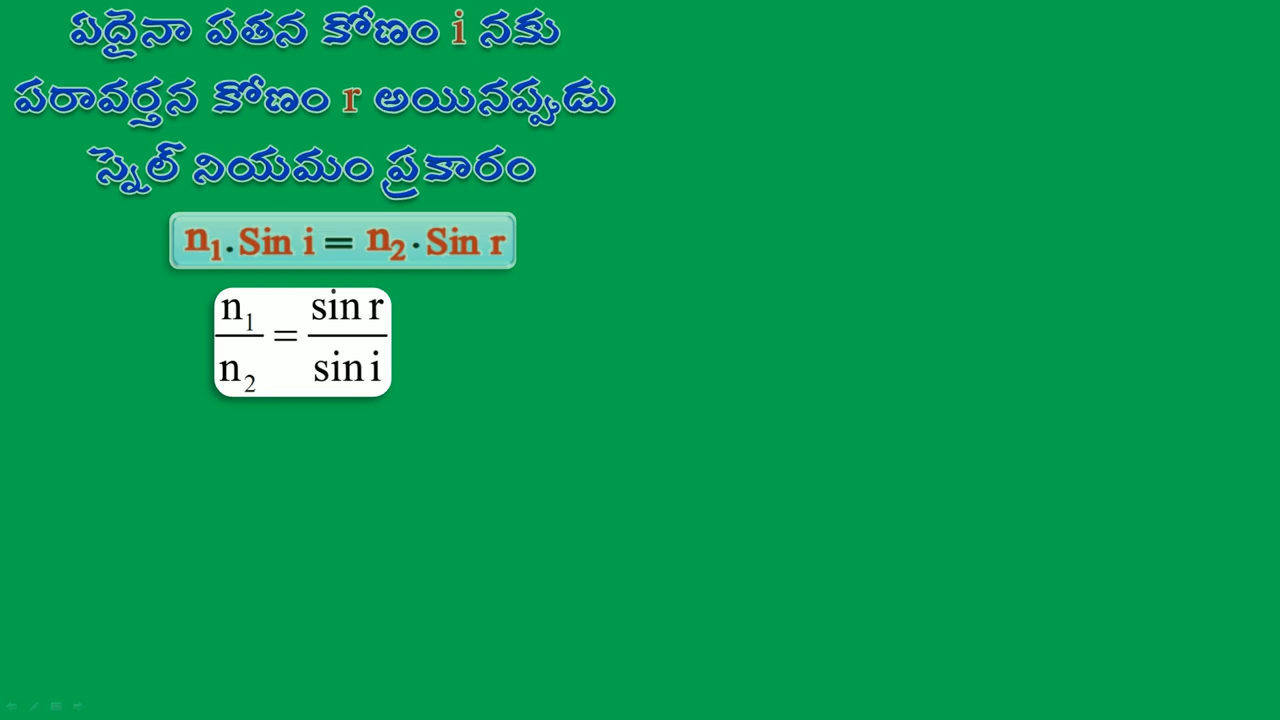 ఏదైనా పతన కోణం i నకు
పరావర్తన కోణం r అయినప్పుడు
స్నెల్ నియమం ప్రకారం
n₁. Sin i = n₂ . Sin r
n₁/n₂ = sin r/sin i